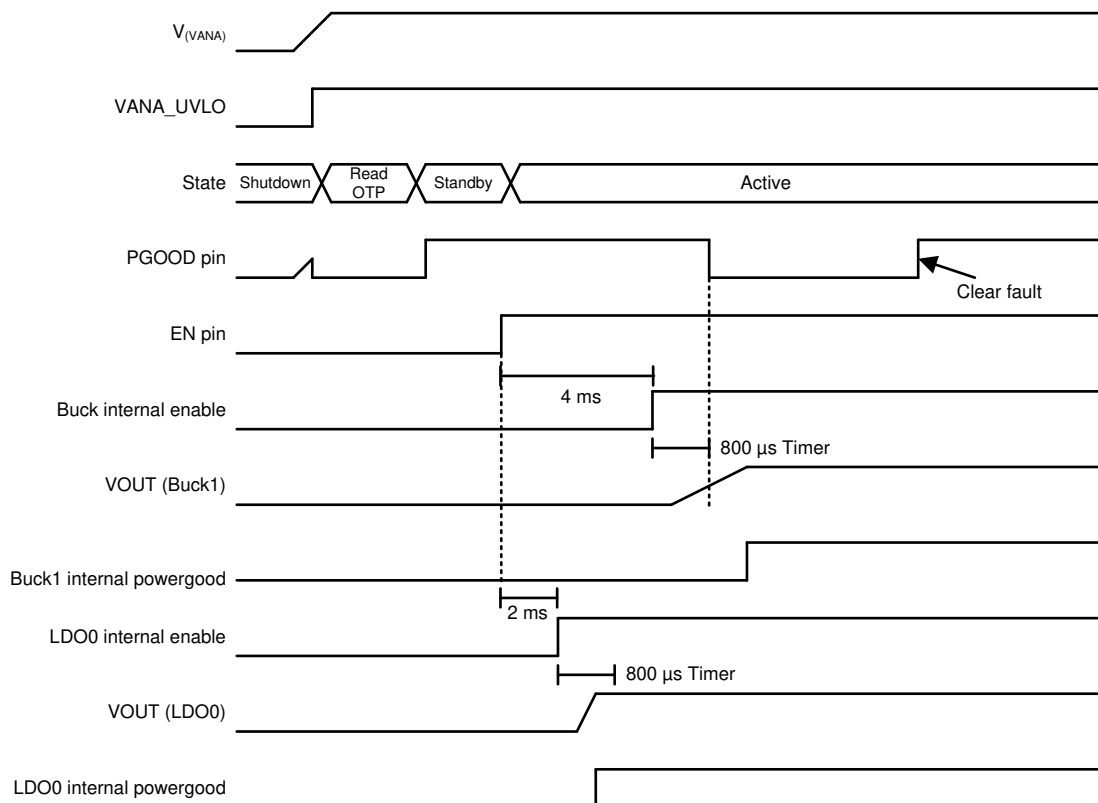 V(VANA)
VANA_UVLO
State
Shutdown
Read
OTP
Standby
Active
PGOOD pin
Clear fault
EN pin
4 ms
Buck internal enable
800 µs Timer
VOUT (Buck1)
Buck1 internal powergood
2 ms
LDO0 internal enable
800 µs Timer
VOUT (LDO0)
LDO0 internal powergood